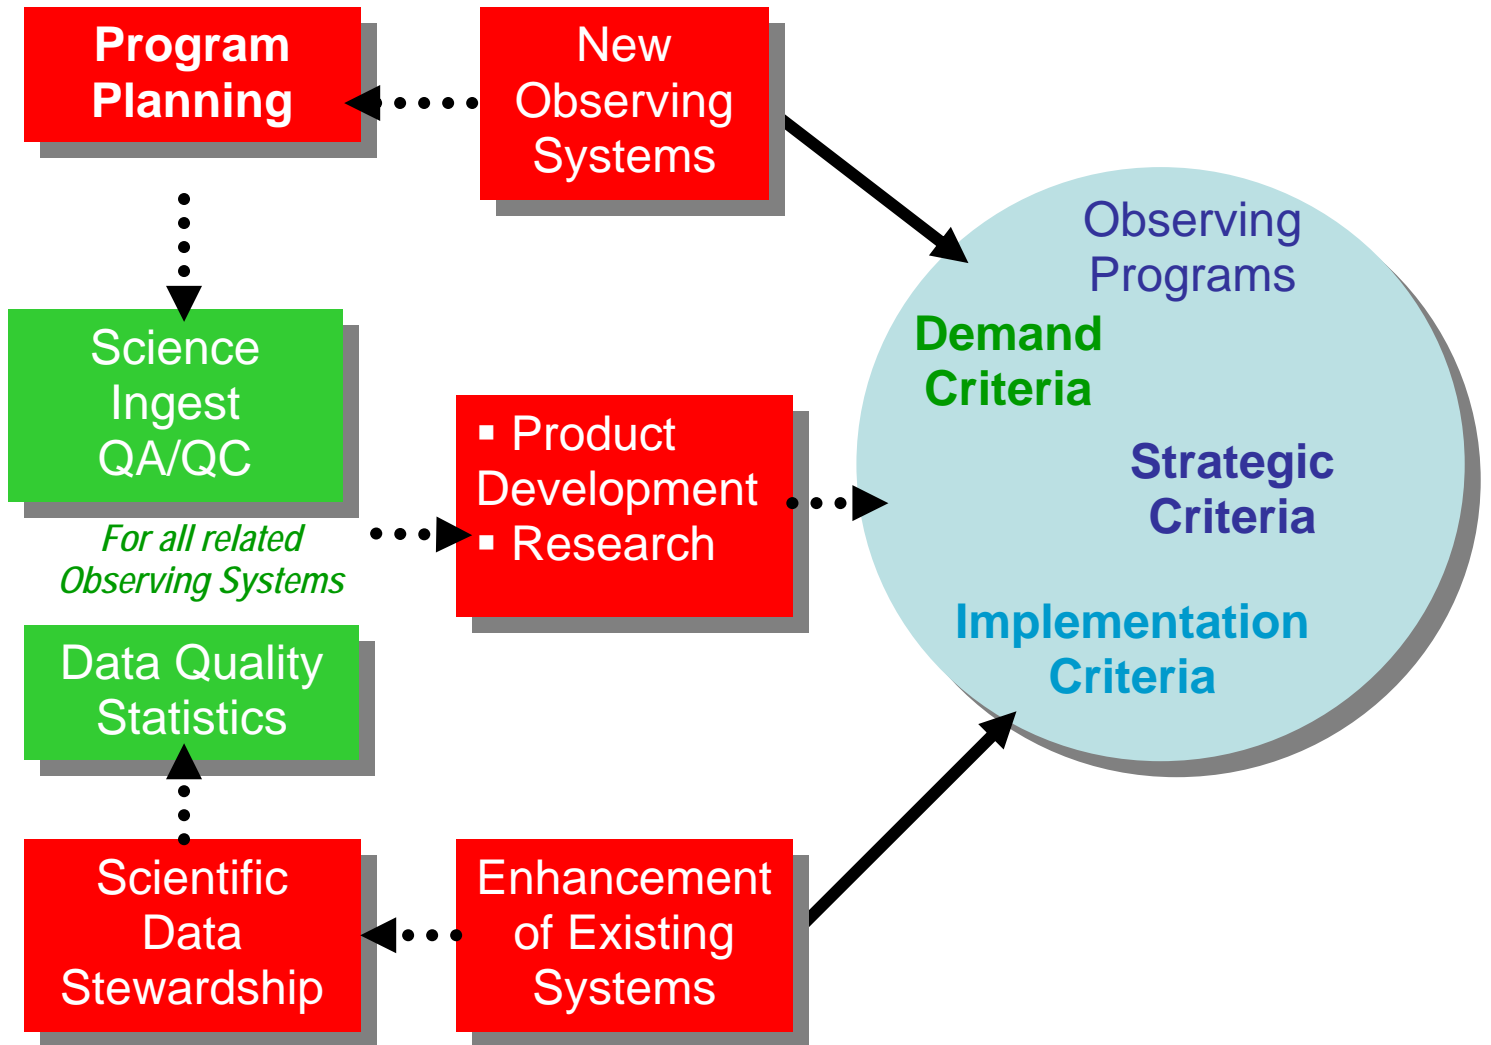 Program
Planning
New
Observing
Systems
Observing
Programs
Demand
Criteria
Science
Ingest
QA/QC
▪ Product
Development
▪ Research
Strategic
Criteria
For all related
Observing Systems
Implementation
Criteria
Data Quality
Statistics
Scientific
Data
Stewardship
Enhancement
of Existing
Systems